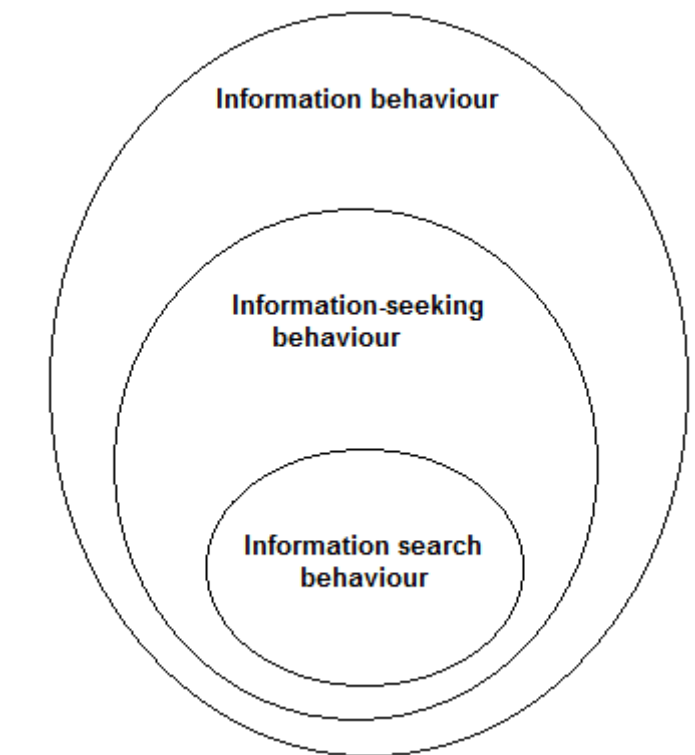 Information behaviour
Information-seeking
behaviour
Information search
behaviour